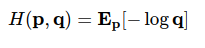 H(p, q) = E_p[− log q]